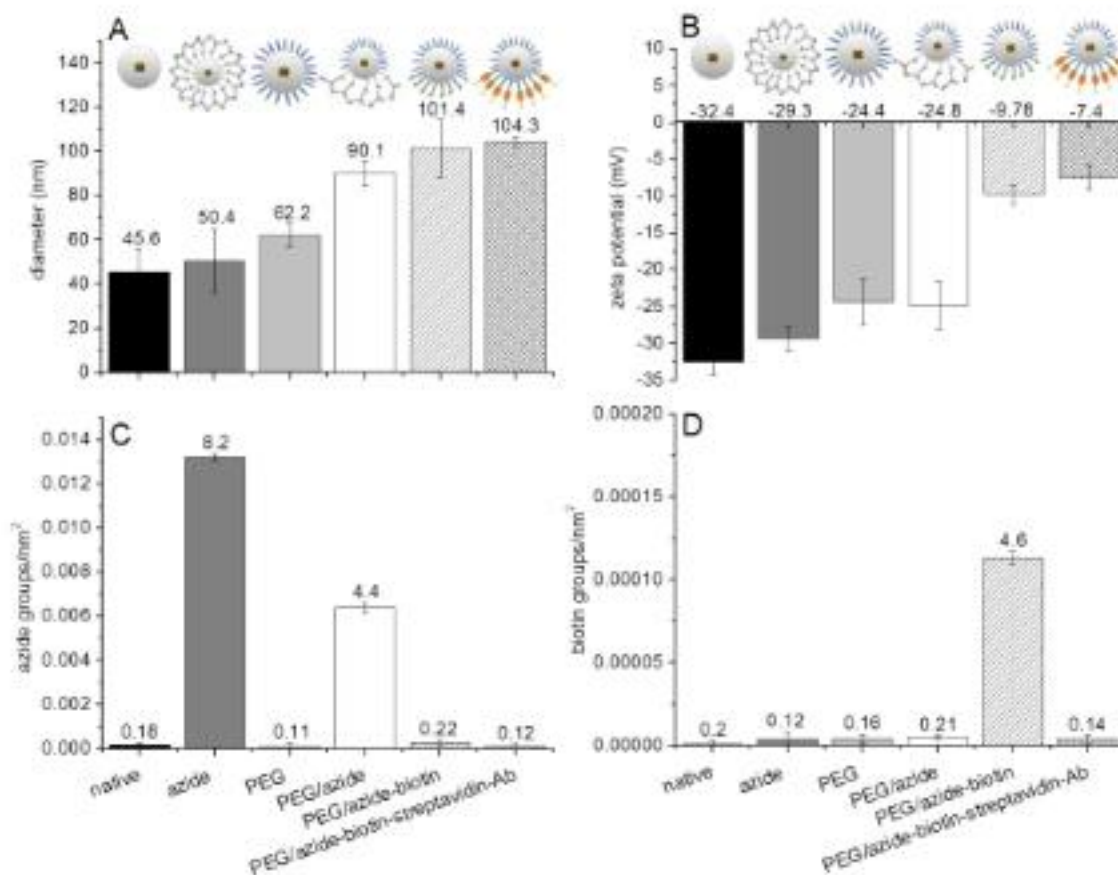 A
140
120
100
80
60
40
20
0
diameter (nm)
45.6
50.4
62.2
90.1
101.4
104.3
B
10
5
0
-5
-10
-15
-20
-25
-30
-35
zeta potential (mV)
-32.4
-29.3
-24.4
-24.8
-9.78
-7.4
C
0.014
0.012
0.010
0.008
0.006
0.004
0.002
0.000
azide groups/nm²
0.18
8.2
0.11
4.4
0.22
0.12
native
azide
PEG
PEG/azide
PEG/azide-biotin
PEG/azide-biotin-streptavidin-Ab
D
0.00020
0.00015
0.00010
0.00005
0.00000
biotin groups/nm²
0.2
0.12
0.16
0.21
4.6
0.14
native
azide
PEG
PEG/azide
PEG/azide-biotin
PEG/azide-biotin-streptavidin-Ab